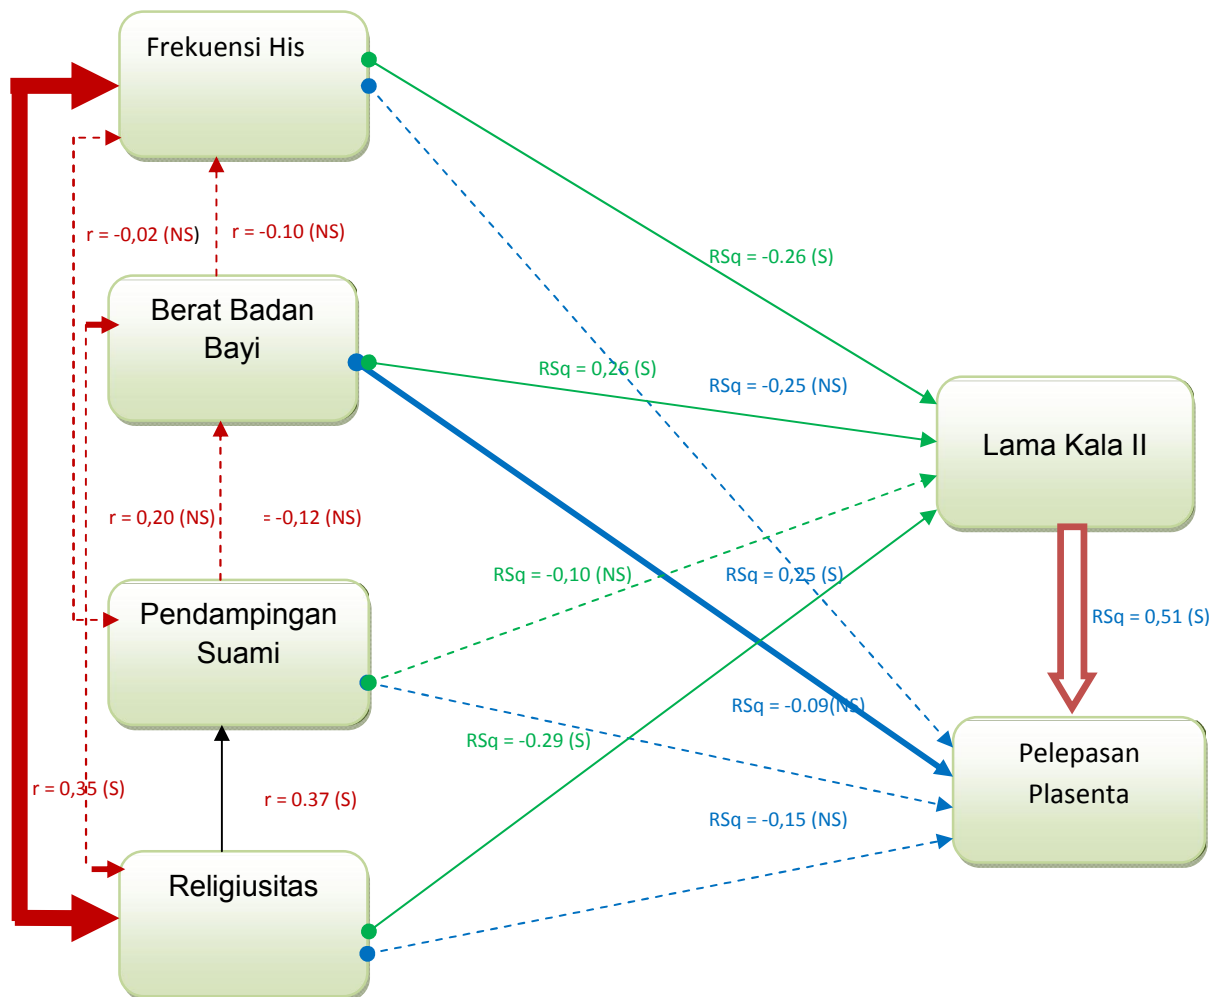 Frekuensi His
r = -0,02 (NS)
r = -0.10 (NS)
RSq = -0.26 (S)
Berat Badan
Bayi
RSq = 0,26 (S)
RSq = -0,25 (NS)
Lama Kala II
r = 0,20 (NS)
= -0,12 (NS)
RSq = -0,10 (NS)
RSq = 0,25 (S)
Pendampingan
Suami
RSq = 0,51 (S)
RSq = -0.09(NS)
RSq = -0.29 (S)
Pelepasan
Plasenta
r = 0,35 (S)
r = 0.37 (S)
RSq = -0,15 (NS)
Religiusitas